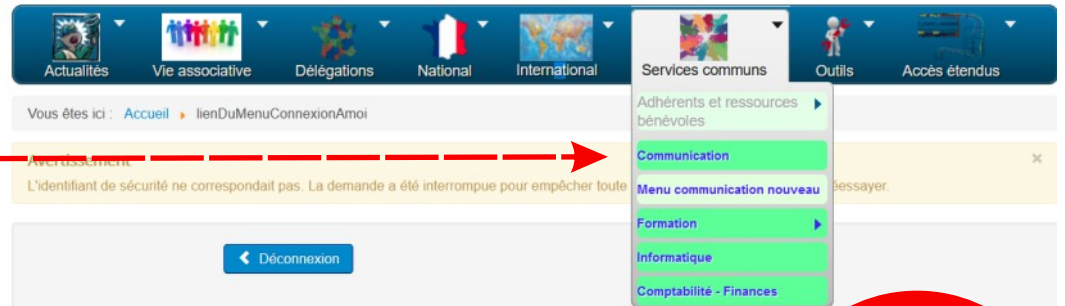 Actualités Vie associative Délégations National International Services communs Outils Accès étendus
Vous êtes ici : Accueil lienDuMenuConnexionAmoi
Adhérents et ressources
bénévoles
Avertissement
Communication
L'identifiant de sécurité ne correspondait pas. La demande a été interrompue pour empêcher toute
éessayer.
Menu communication nouveau
Formation
Déconnexion
Informatique
Comptabilité - Finances